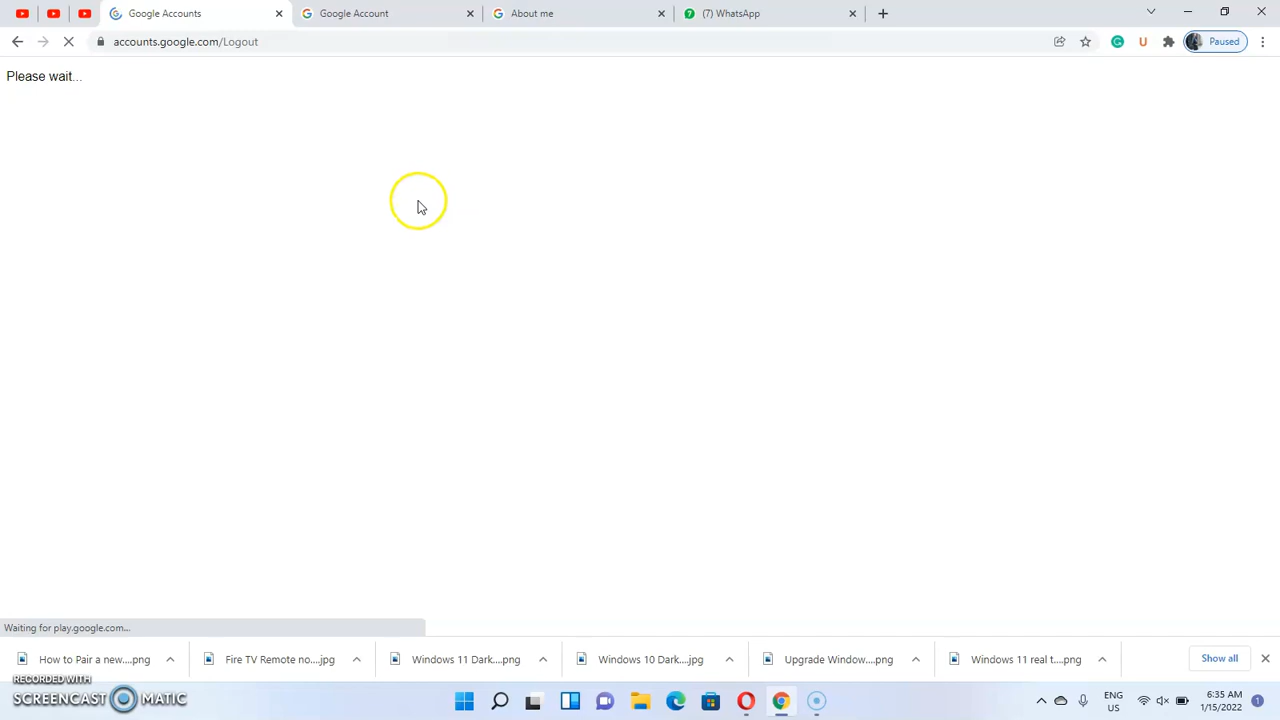 Google Accounts
Google Account
About me
(7) WhatsApp
accounts.google.com/Logout
Paused
Please wait...
Waiting for play.google.com...
How to Pair a new....png
Fire TV Remote no....jpg
Windows 11 Dark....png
Windows 10 Dark....jpg
Upgrade Window....png
Windows 11 real t....png
Show all
RECORDED WITH
SCREENCAST MATIC
ENG
US
6:35 AM
1/15/2022
1